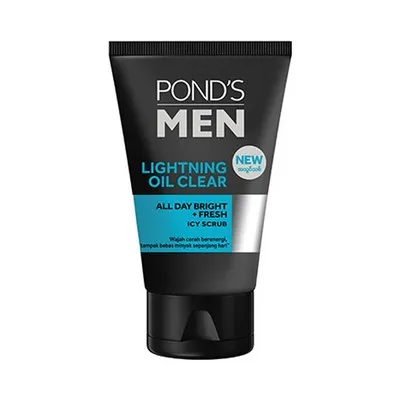 POND'S
MEN
LIGHTNING
OIL CLEAR
NEW
ALL DAY BRIGHT
+ FRESH
ICY SCRUB
Wajah cerah berenergi,
tampak bebas minyak sepanjang hari*